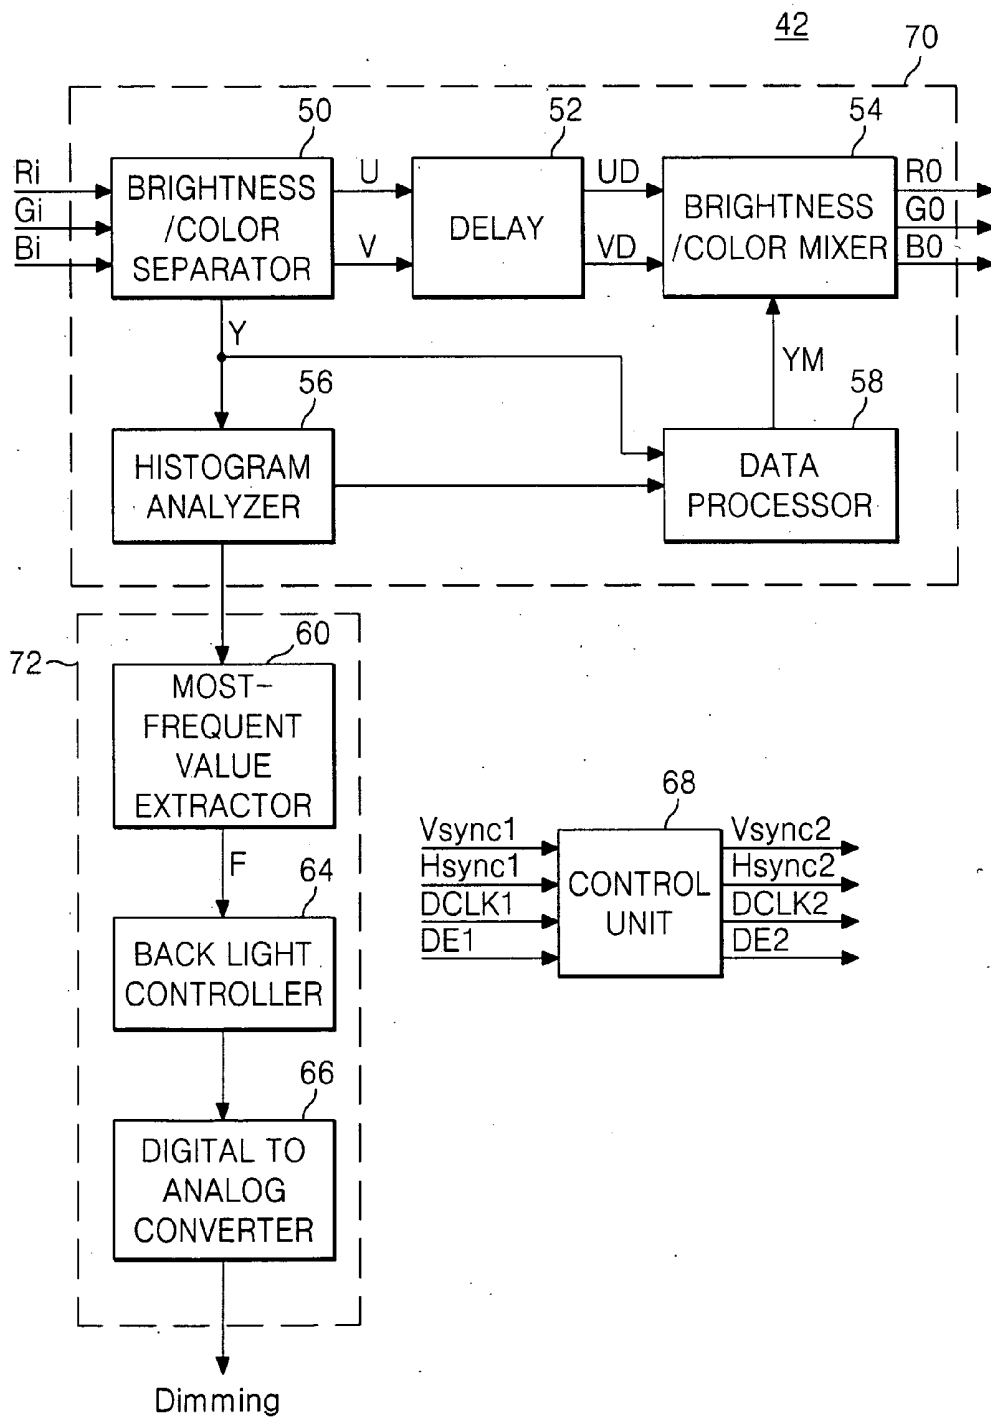 42
70
50
52
54
Ri
Gi
Bi
BRIGHTNESS
/COLOR
SEPARATOR
U
V
DELAY
UD
VD
BRIGHTNESS
/COLOR MIXER
R0
G0
B0
Y
YM
56
58
HISTOGRAM
ANALYZER
DATA
PROCESSOR
72
60
MOST-
FREQUENT
VALUE
EXTRACTOR
F
64
BACK LIGHT
CONTROLLER
66
DIGITAL TO
ANALOG
CONVERTER
Dimming
68
Vsync1
Hsync1
DCLK1
DE1
CONTROL
UNIT
Vsync2
Hsync2
DCLK2
DE2